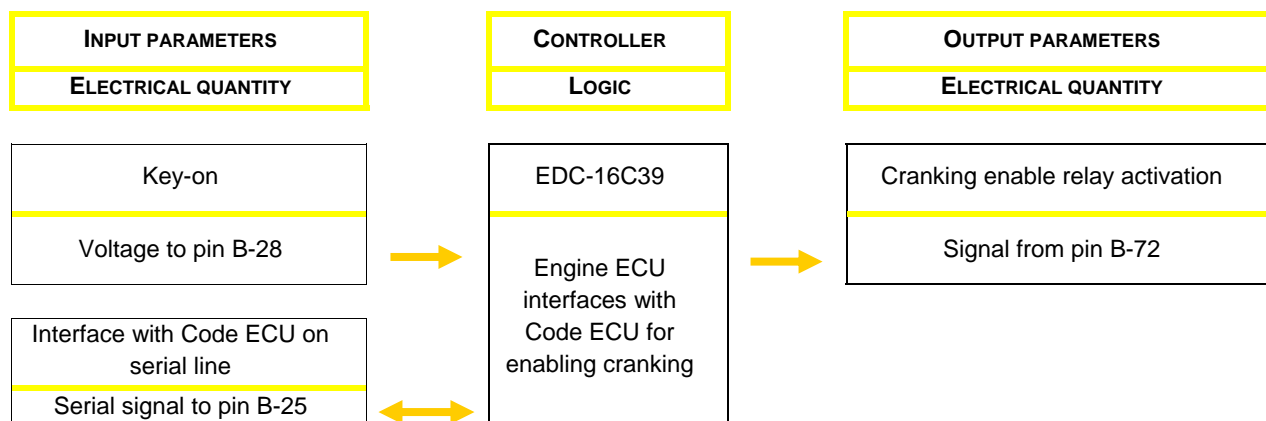 INPUT PARAMETERS
ELECTRICAL QUANTITY
CONTROLLER
LOGIC
OUTPUT PARAMETERS
ELECTRICAL QUANTITY
Key-on
Voltage to pin B-28
Interface with Code ECU on
serial line
Serial signal to pin B-25
EDC-16C39
Engine ECU
interfaces with
Code ECU for
enabling cranking
Cranking enable relay activation
Signal from pin B-72